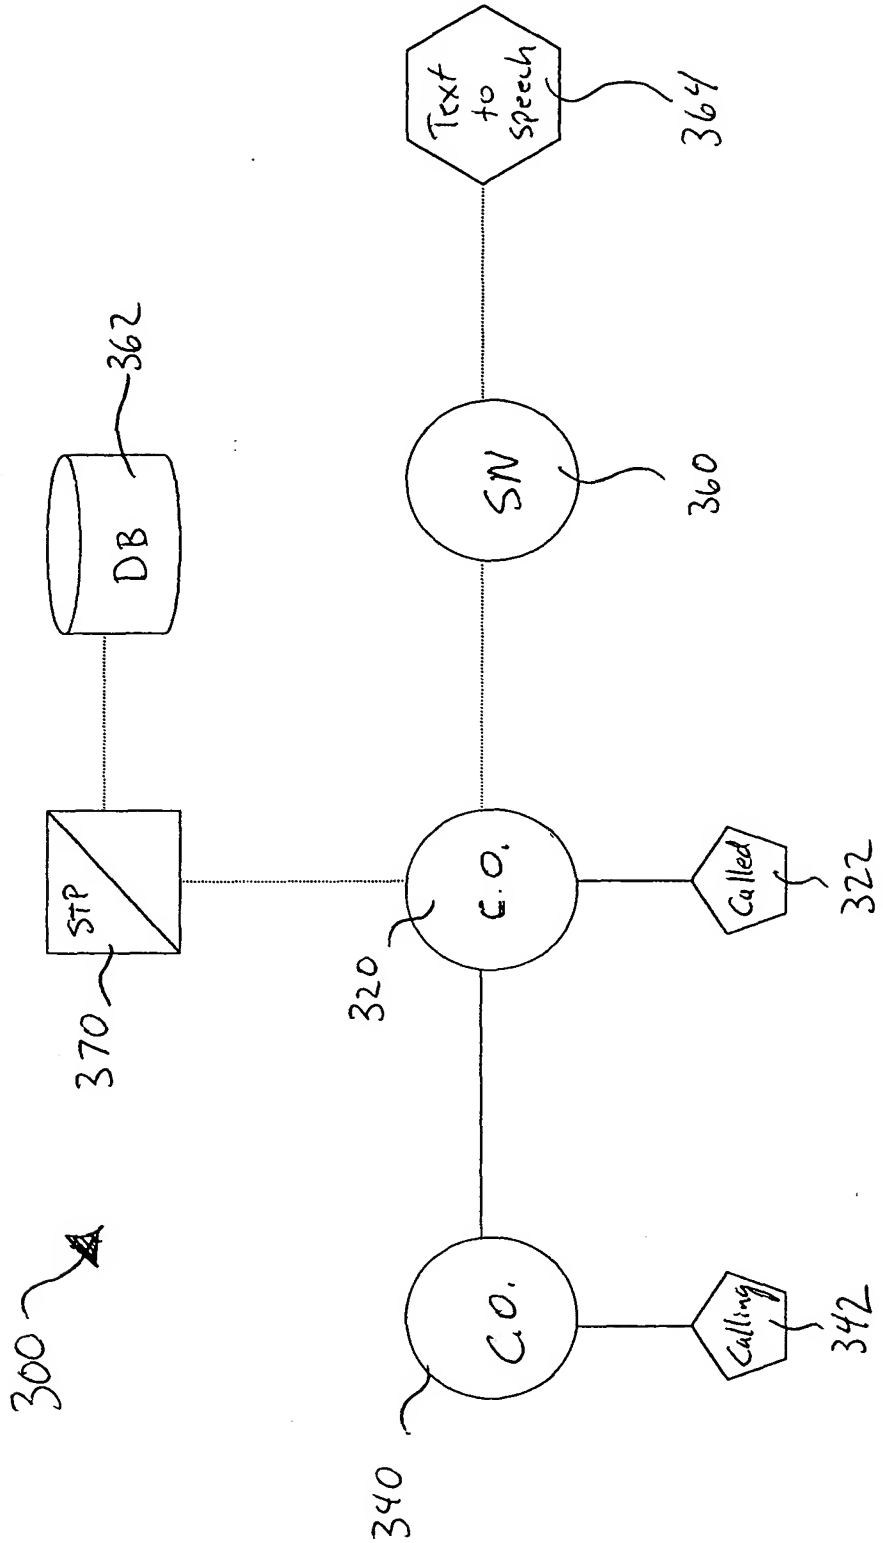 300
370
STP
DB
362
320
340
C.O.
C.O.
SN
360
Text
to
Speech
364
Calling
342
Called
322